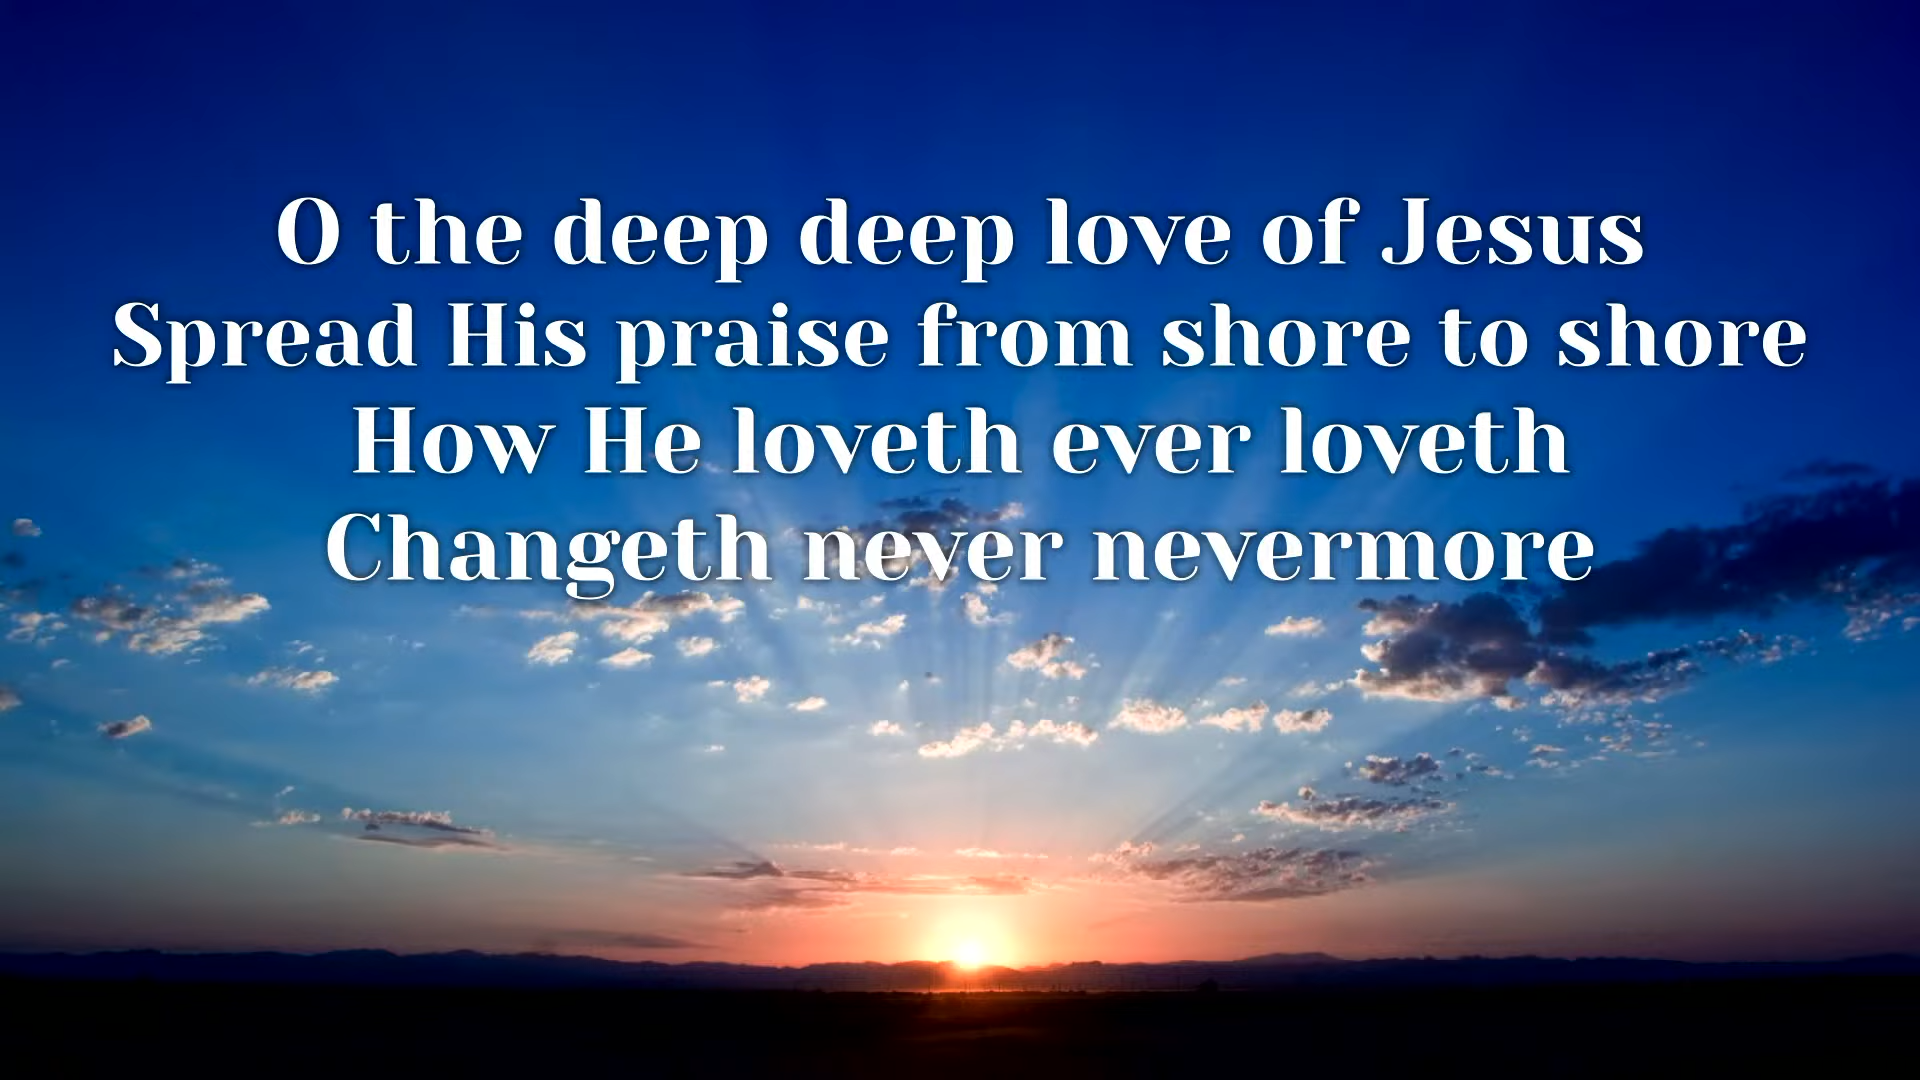 O the deep deep love of Jesus
Spread His praise from shore to shore
How He loveth ever loveth
Changeth never nevermore